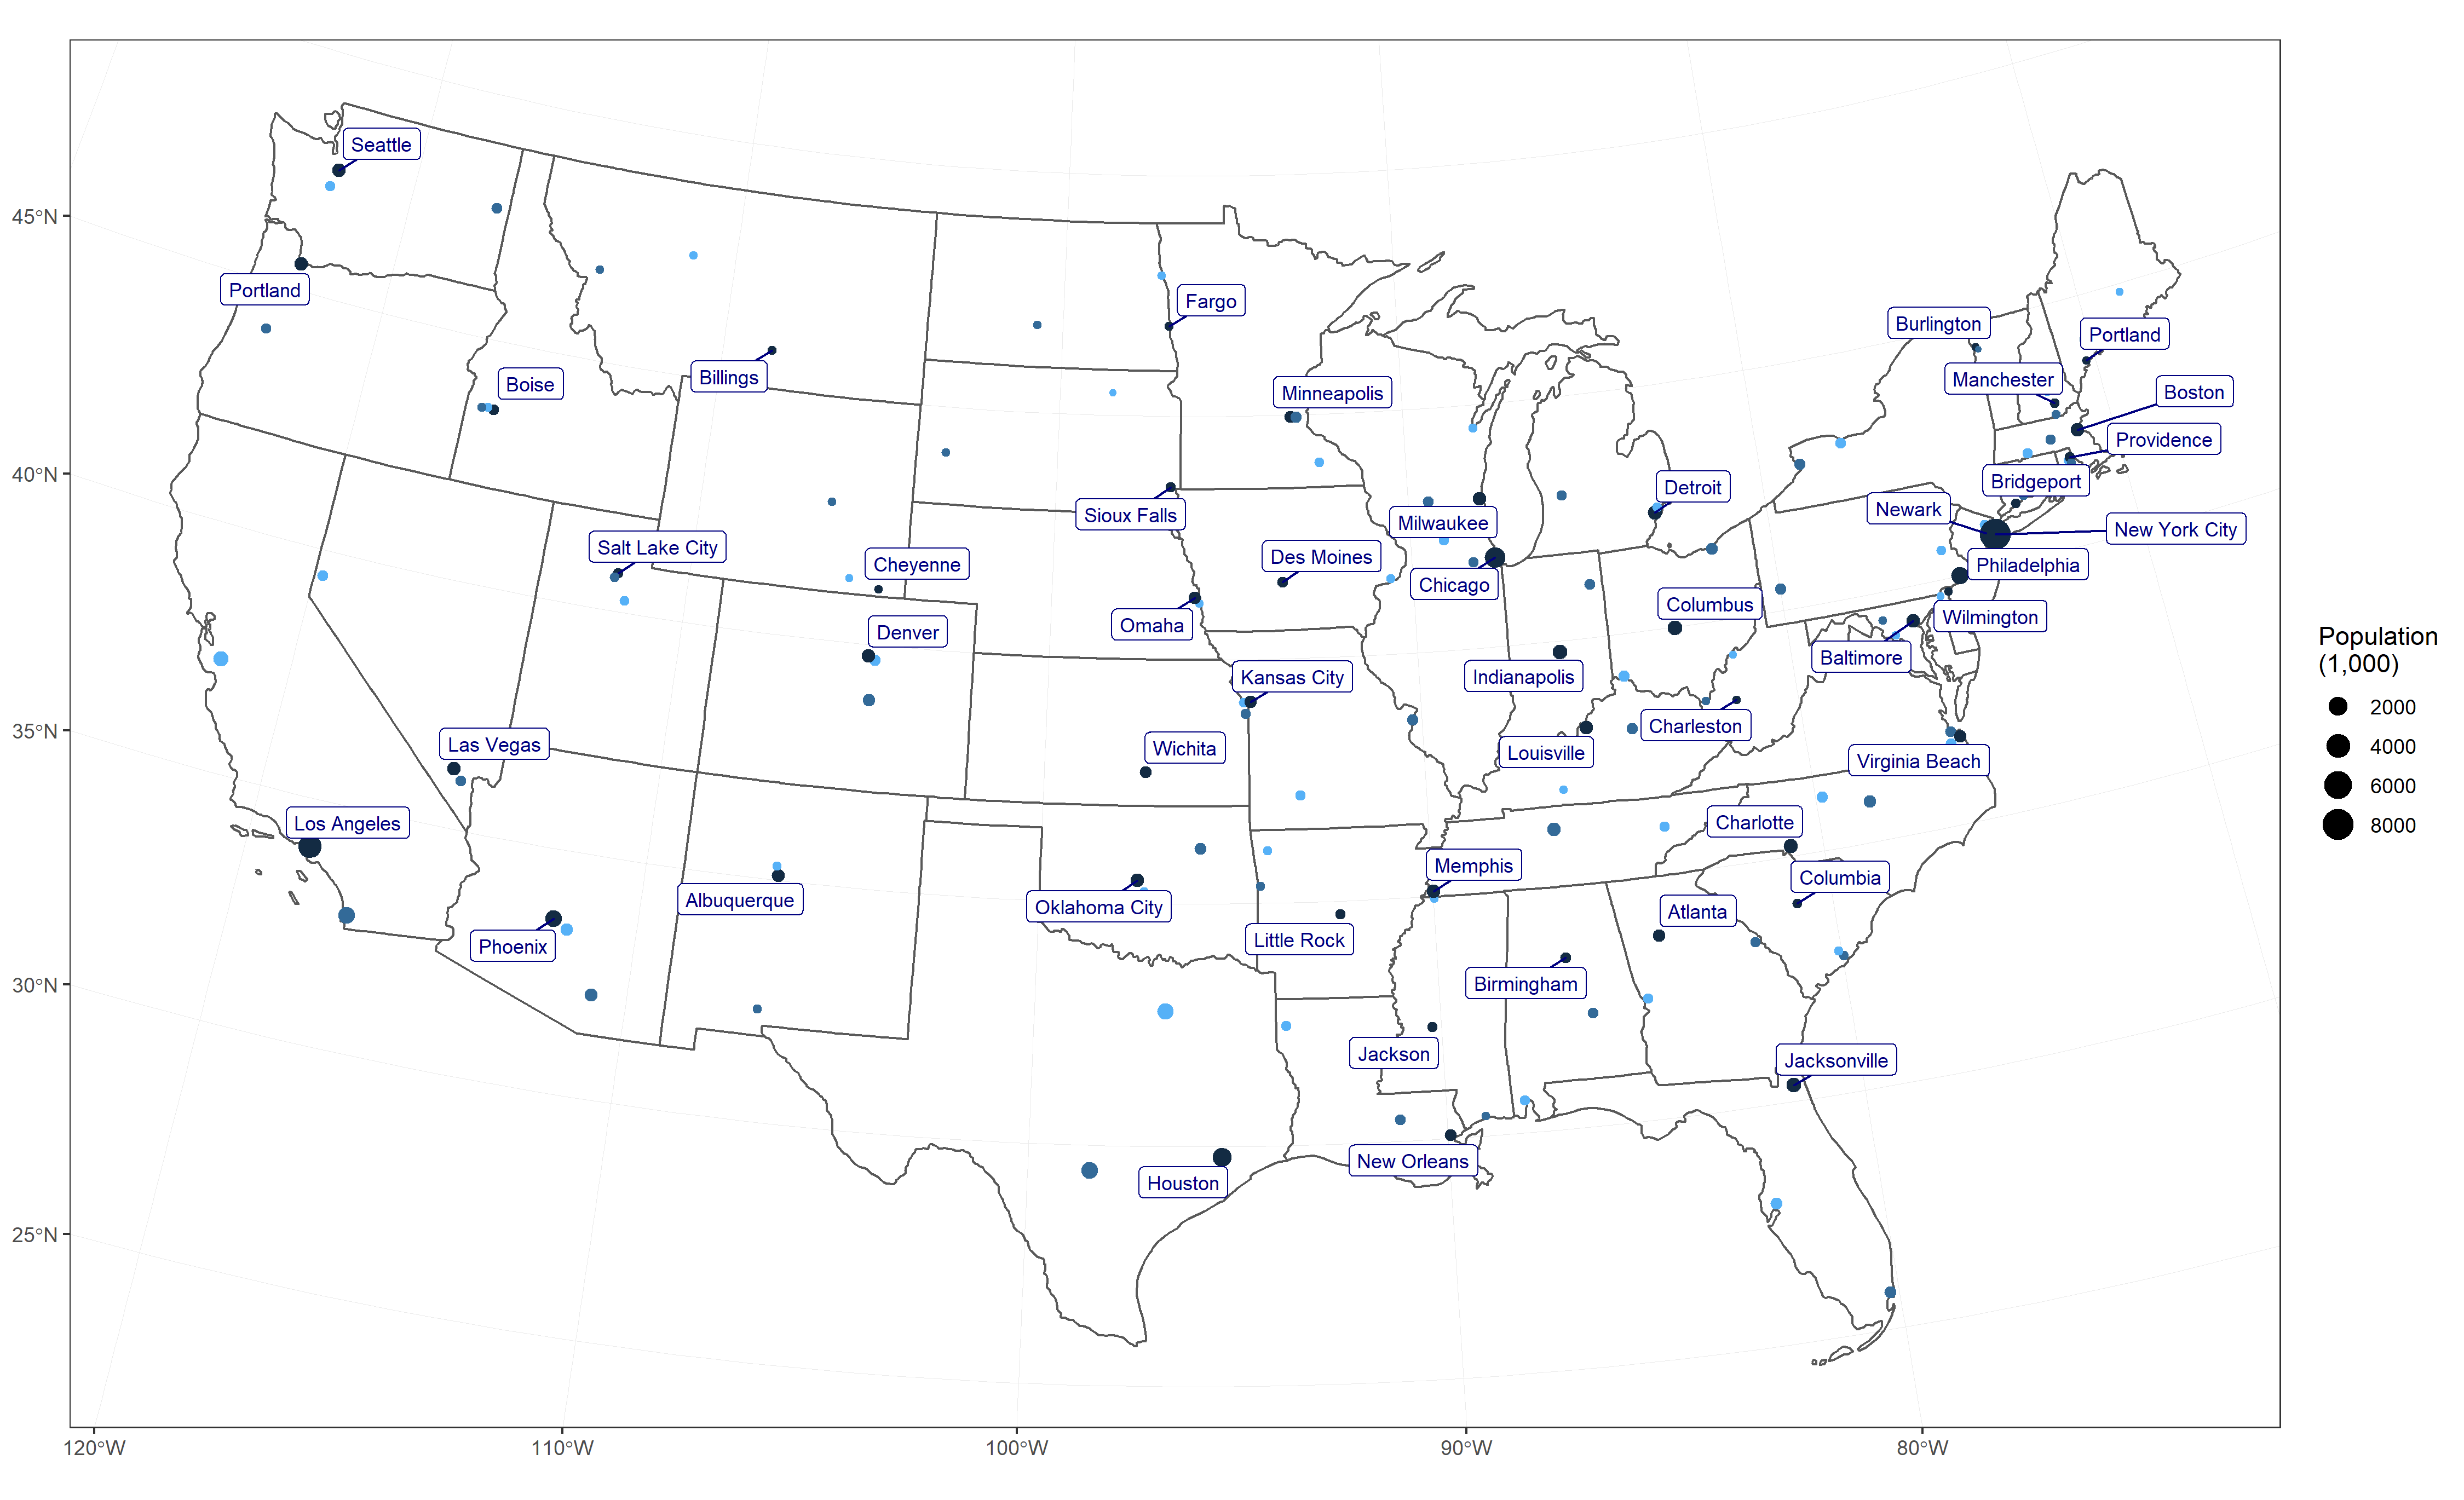 Seattle
Portland
Boise
Billings
Fargo
Minneapolis
Burlington
Portland
Manchester
Boston
Providence
Bridgeport
Newark
New York City
Philadelphia
Wilmington
Baltimore
Detroit
Milwaukee
Chicago
Columbus
Sioux Falls
Des Moines
Omaha
Salt Lake City
Cheyenne
Denver
Kansas City
Indianapolis
Charleston
Louisville
Virginia Beach
Wichita
Las Vegas
Los Angeles
Charlotte
Columbia
Memphis
Atlanta
Albuquerque
Oklahoma City
Little Rock
Phoenix
Birmingham
Jackson
Jacksonville
New Orleans
Houston
45°N
40°N
35°N
30°N
25°N
120°W
110°W
100°W
90°W
80°W
Population
(1,000)
2000
4000
6000
8000